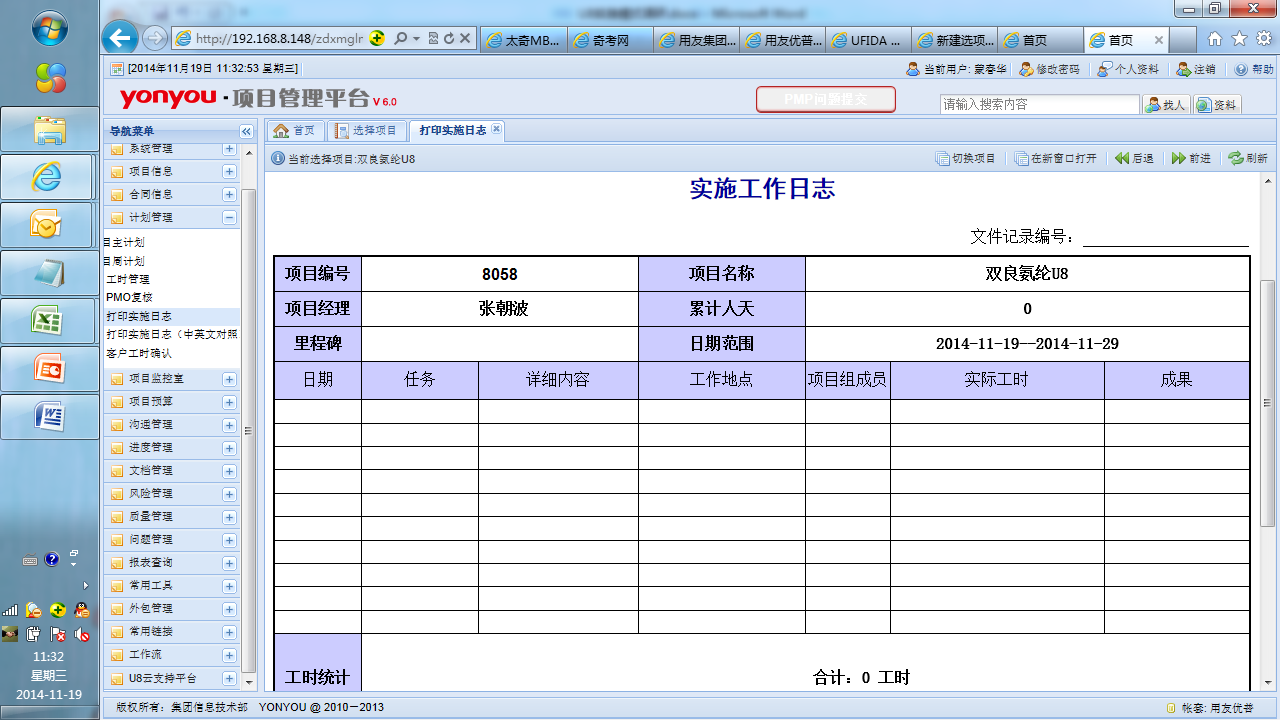 U8实施模式调研.docx - Microsoft Word
http://192.168.8.148/zdxmglr
太奇MB...
奇考网
用友集团...
用友优普...
UFIDA ...
新建选项...
首页
首页
[2014年11月19日 11:32:53 星期三]
当前用户: 蒙春华
修改密码
个人资料
注销
帮助
yonyou·项目管理平台 V 6.0
PMP问题提交
请输入搜索内容
找人
资料
导航菜单
首页
选择项目
打印实施日志
当前选择项目:双良氨纶U8
切换项目
在新窗口打开
后退
前进
刷新
系统管理
项目信息
合同信息
计划管理
目主计划
目周计划
工时管理
PMO复核
打印实施日志
打印实施日志（中英文对照
客户工时确认
项目监控室
项目预算
沟通管理
进度管理
文档管理
风险管理
质量管理
问题管理
报表查询
常用工具
外包管理
常用链接
工作流
U8云支持平台
实施工作日志
文件记录编号：
项目编号 8058 项目名称 双良氨纶U8
项目经理 张朝波 累计人天 0
里程碑 日期范围 2014-11-19--2014-11-29
日期 任务 详细内容 工作地点 项目组成员 实际工时 成果
工时统计 合计：0 工时
11:32
星期三
2014-11-19
版权所有：集团信息技术部 YONYOU @ 2010－2013
帐套: 用友优普